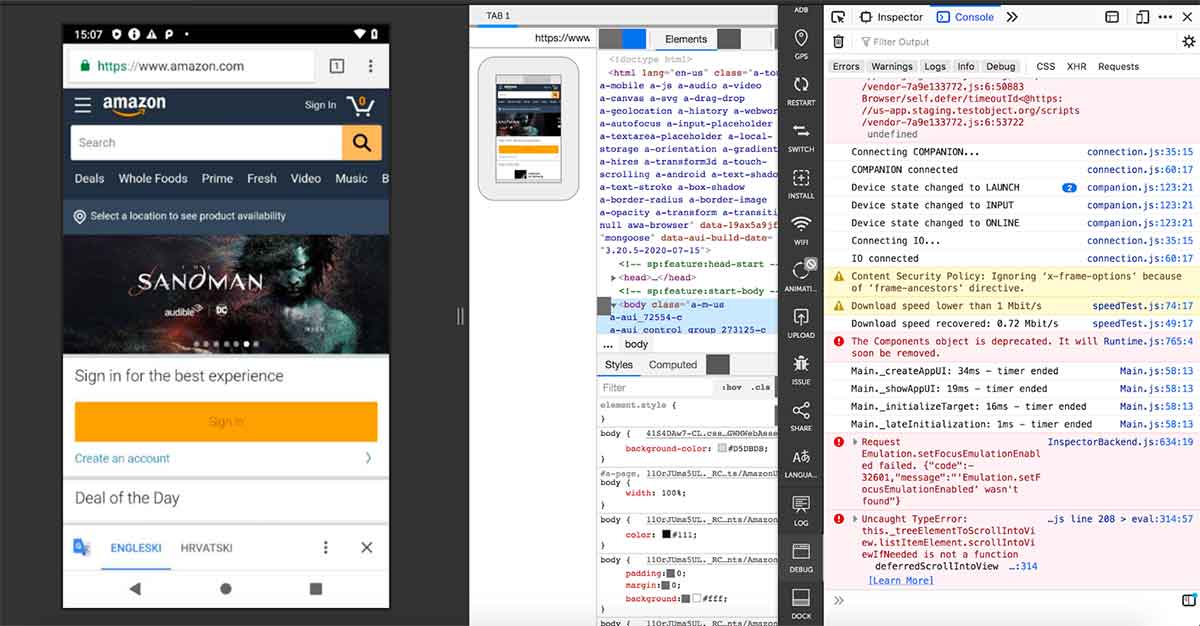 15:07
https://www.amazon.com
1
amazon
Sign In
0
Search
Deals
Whole Foods
Prime
Fresh
Video
Music
B
Select a location to see product availability
THE
SANDMAN
audible
DC
Sign in for the best experience
Sign in
Create an account
Deal of the Day
ENGLESKI
HRVATSKI
TAB 1
https://www.
Elements
<!doctype html>
<html lang="en-us" class="a-tou
a-mobile a-js a-audio a-video
a-canvas a-svg a-drag-drop
a-geolocation a-history a-webwor
a-autofocus a-input-placeholder
a-textarea-placeholder a-local-
storage a-orientation a-gradient
a-hires a-transform3d a-touch-
scrolling a-android a-text-shado
a-text-stroke a-box-shadow
a-border-radius a-border-image
a-opacity a-transform a-transiti
null awa-browser" data-19ax5a9jf
"mongoose" data-aui-build-date=
"3.20.5-2020-07-15">
<!-- sp:feature:head-start --
<head>…</head>
<!-- sp:feature:start-body --
<body class="a-m-us
a-aui_72554-c
a-aui_control_group_273125-c
...
body
Styles
Computed
Filter
:hov
.cls
element.style {
}
body {
41S4DAw7-CL.css…GWHWebAsse
background-color: #D5DBDB;
}
#a-page,
11OrJUma5UL._RC…nts/AmazonU
body {
width: 100%;
}
body {
11OrJUma5UL._RC…nts/Amazon
color: #111;
}
body {
11OrJUma5UL._RC…nts/Amazon
padding: 0;
margin: 0;
background: #fff;
}
body {
11OrJUma5UL._RC…nts/Amazon
ADB
GPS
RESTART
SWITCH
INSTALL
WIFI
ANIMATI...
UPLOAD
ISSUE
SHARE
LANGUA...
LOG
DEBUG
DOCK
Inspector
Console
Filter Output
Errors
Warnings
Logs
Info
Debug
CSS
XHR
Requests
/vendor-7a9e133772.js:6:50883
Browser/self.defer/timeoutId<@https:
//us-app.staging.testobject.org/scripts
/vendor-7a9e133772.js:6:53722
undefined
Connecting COMPANION... connection.js:35:15
COMPANION connected connection.js:60:17
Device state changed to LAUNCH 2 companion.js:123:21
Device state changed to INPUT companion.js:123:21
Device state changed to ONLINE companion.js:123:21
Connecting IO... connection.js:35:15
IO connected connection.js:60:17
Content Security Policy: Ignoring 'x-frame-options' because
of 'frame-ancestors' directive.
Download speed lower than 1 Mbit/s speedTest.js:74:17
Download speed recovered: 0.72 Mbit/s speedTest.js:49:17
The Components object is deprecated. It will Runtime.js:765:4
soon be removed.
Main._createAppUI: 34ms - timer ended Main.js:58:13
Main._showAppUI: 19ms - timer ended Main.js:58:13
Main._initializeTarget: 16ms - timer ended Main.js:58:13
Main._lateInitialization: 1ms - timer ended Main.js:58:13
Request InspectorBackend.js:634:19
Emulation.setFocusEmulationEnabl
ed failed. {"code":-
32601,"message":"'Emulation.setF
ocusEmulationEnabled' wasn't
found"}
Uncaught TypeError: …js line 208 > eval:314:57
this._treeElementToScrollIntoVi
ew.listItemElement.scrollIntoVi
ewIfNeeded is not a function
deferredScrollIntoView …:314
[Learn More]